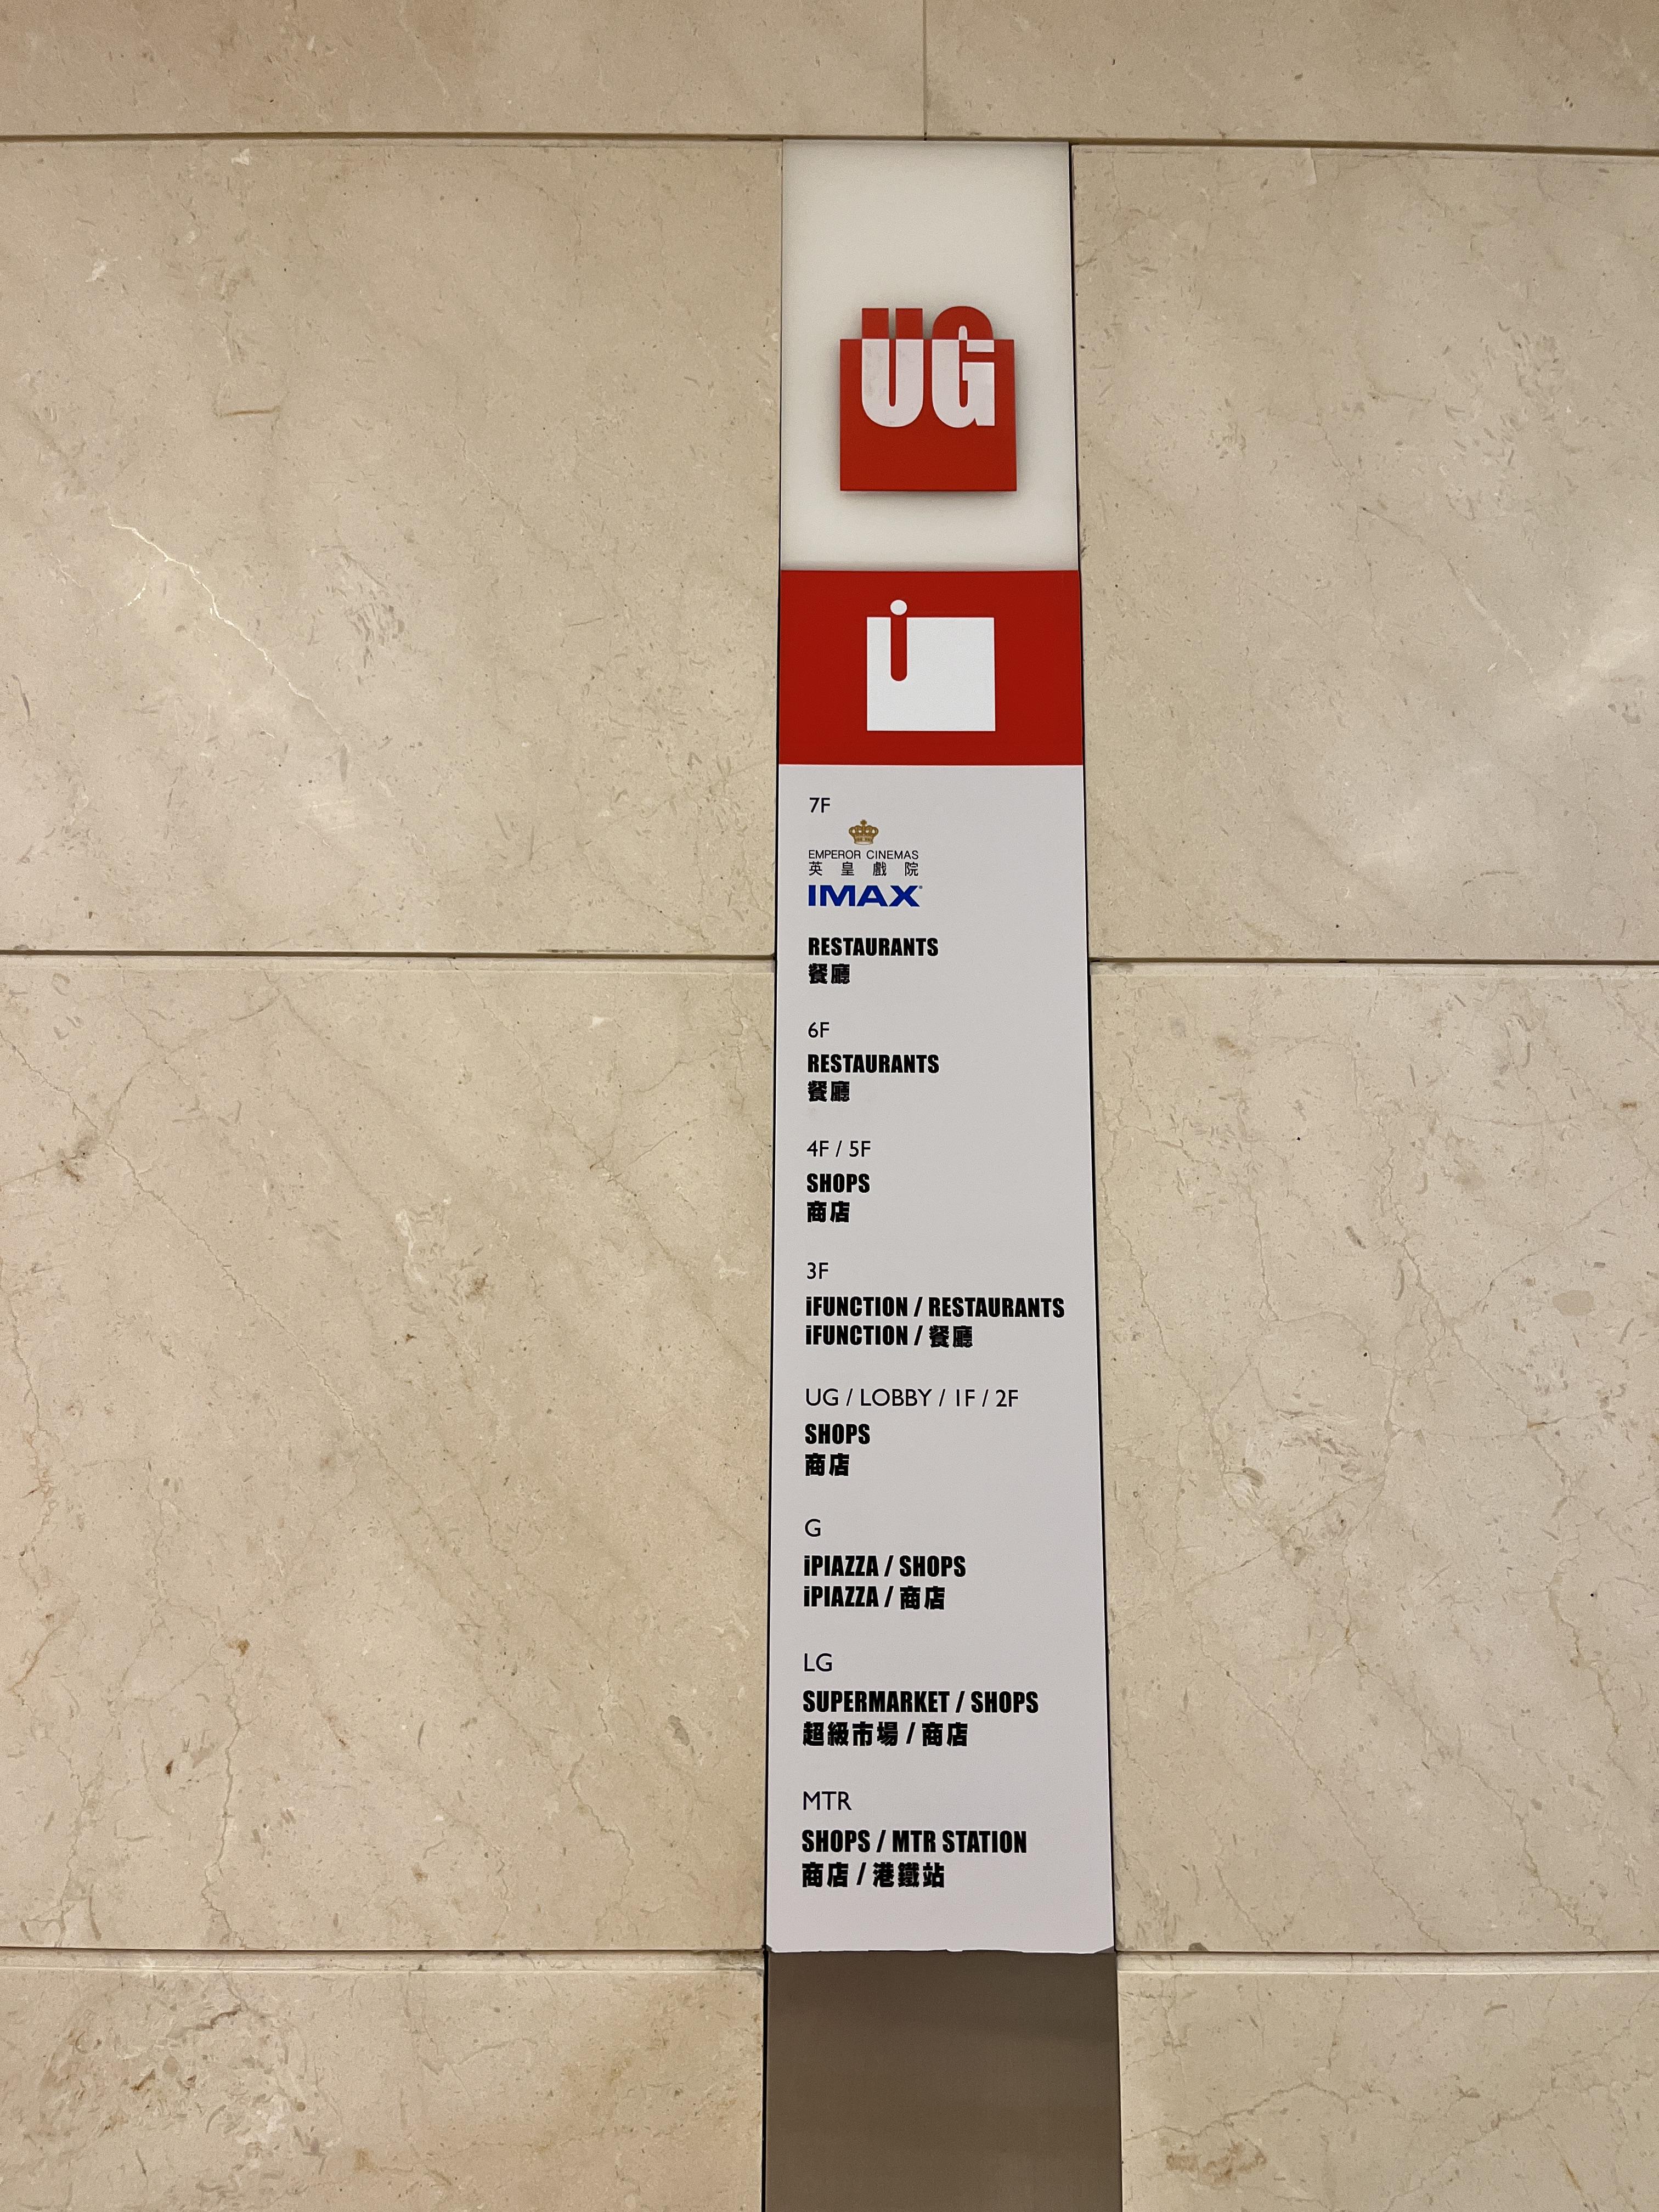 UG
i
7F
EMPEROR CINEMAS
英皇戲院
IMAX
RESTAURANTS
餐廳
6F
RESTAURANTS
餐廳
4F / 5F
SHOPS
商店
3F
iFUNCTION / RESTAURANTS
iFUNCTION / 餐廳
UG / LOBBY / 1F / 2F
SHOPS
商店
G
iPIAZZA / SHOPS
iPIAZZA / 商店
LG
SUPERMARKET / SHOPS
超級市場 / 商店
MTR
SHOPS / MTR STATION
商店 / 港鐵站